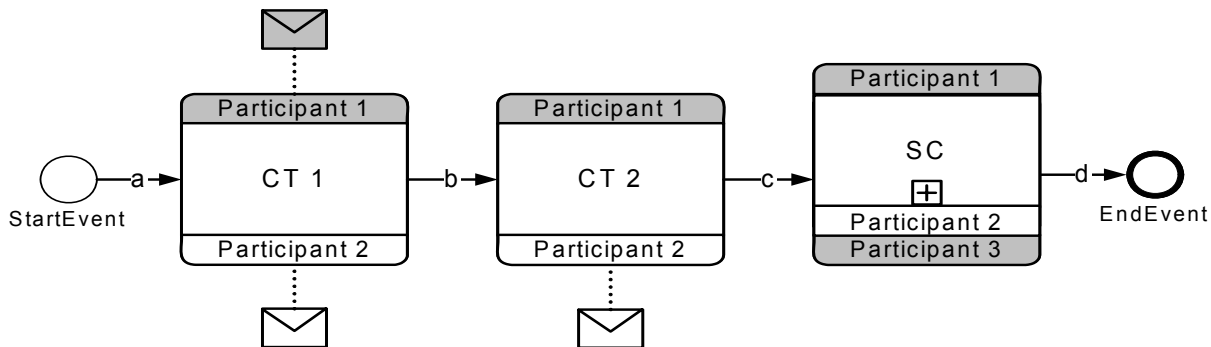 StartEvent
a
Participant 1
CT 1
Participant 2
b
Participant 1
CT 2
Participant 2
c
Participant 1
SC
Participant 2
Participant 3
d
EndEvent